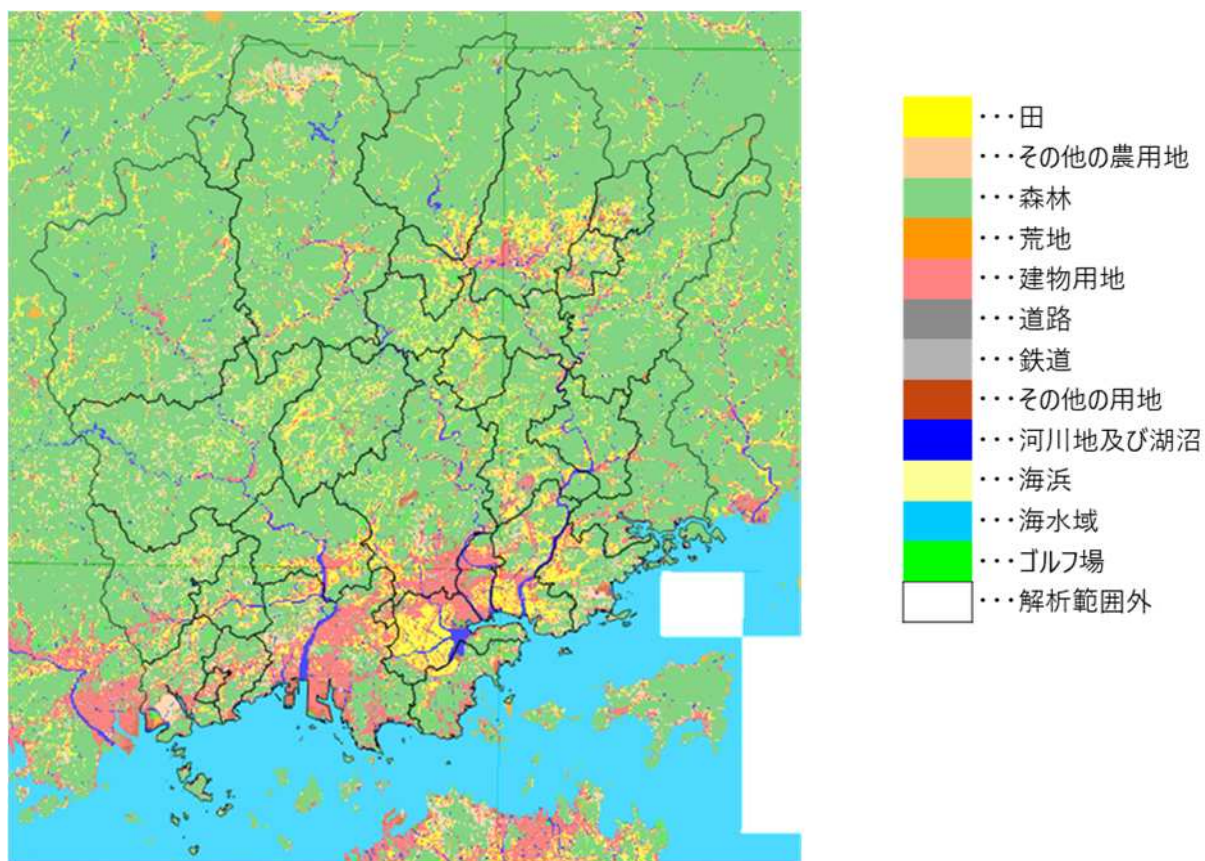 ・・・田
・・・その他の農用地
・・・森林
・・・荒地
・・・建物用地
・・・道路
・・・鉄道
・・・その他の用地
・・・河川地及び湖沼
・・・海浜
・・・海水域
・・・ゴルフ場
・・・解析範囲外